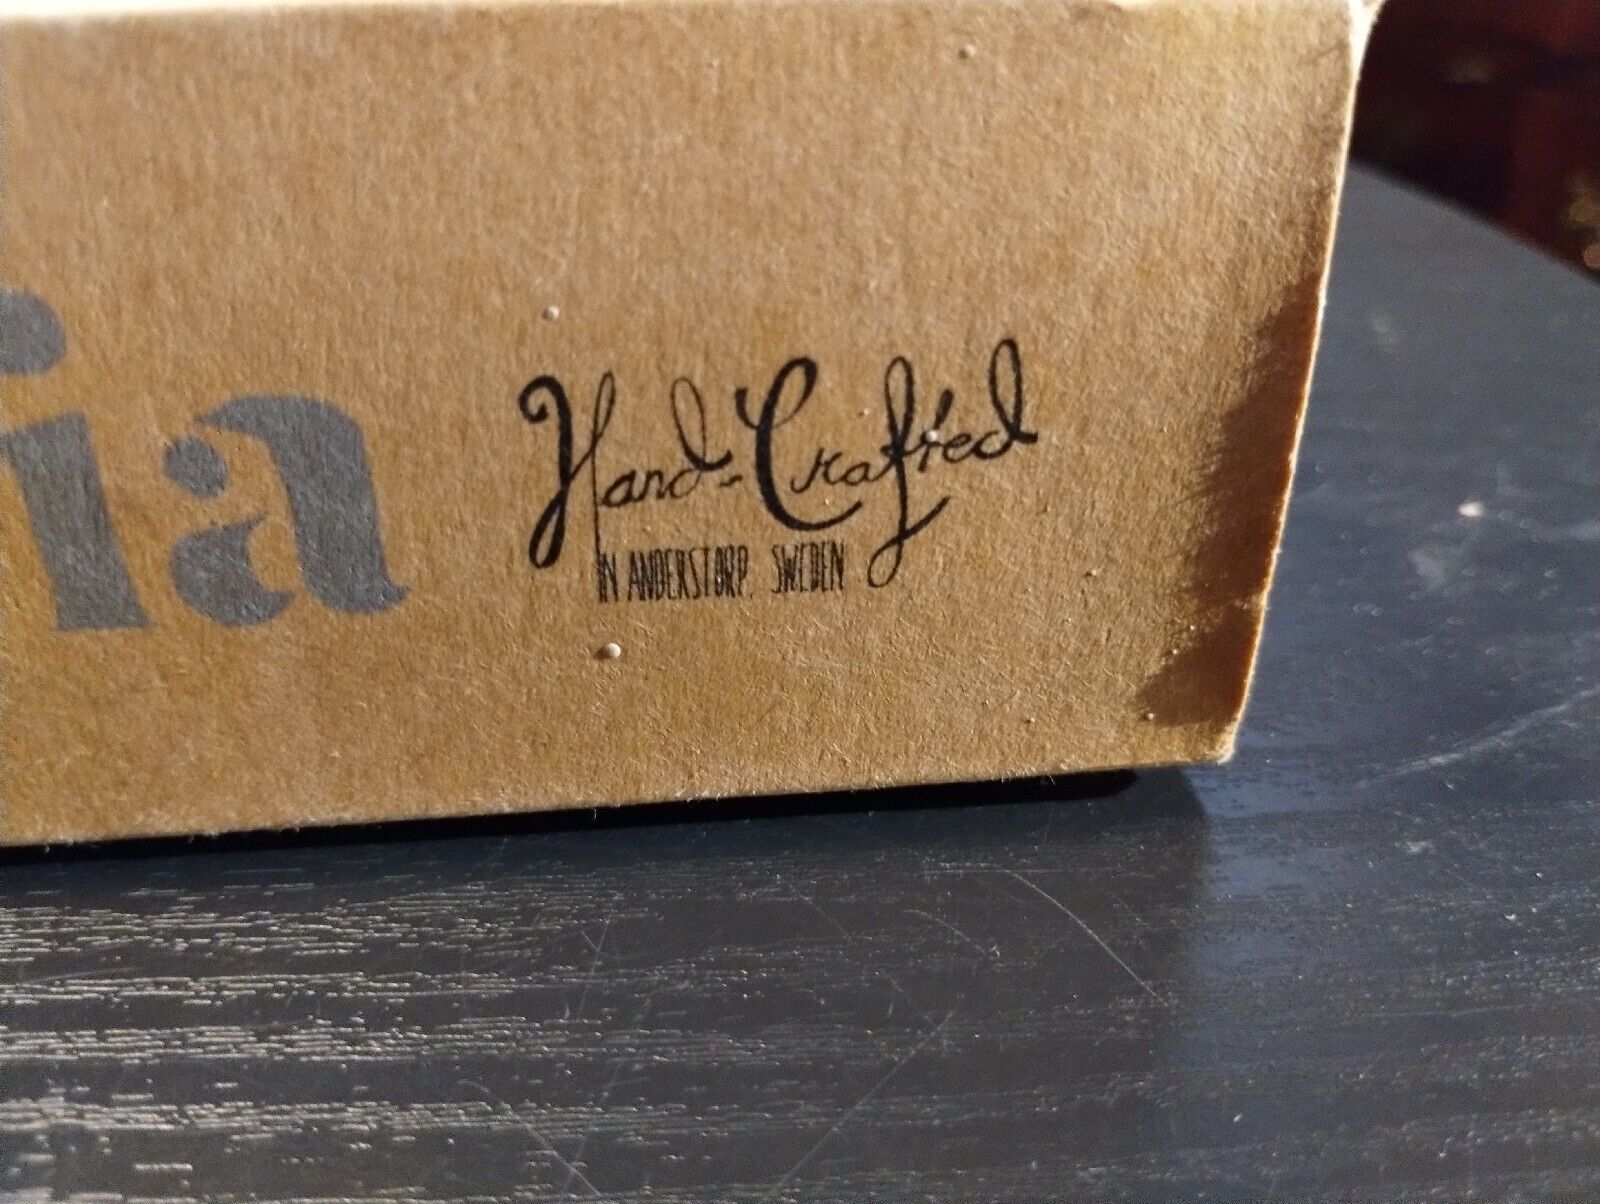 ia
Hand-Crafted
IN ANDERSTORP, SWEDEN